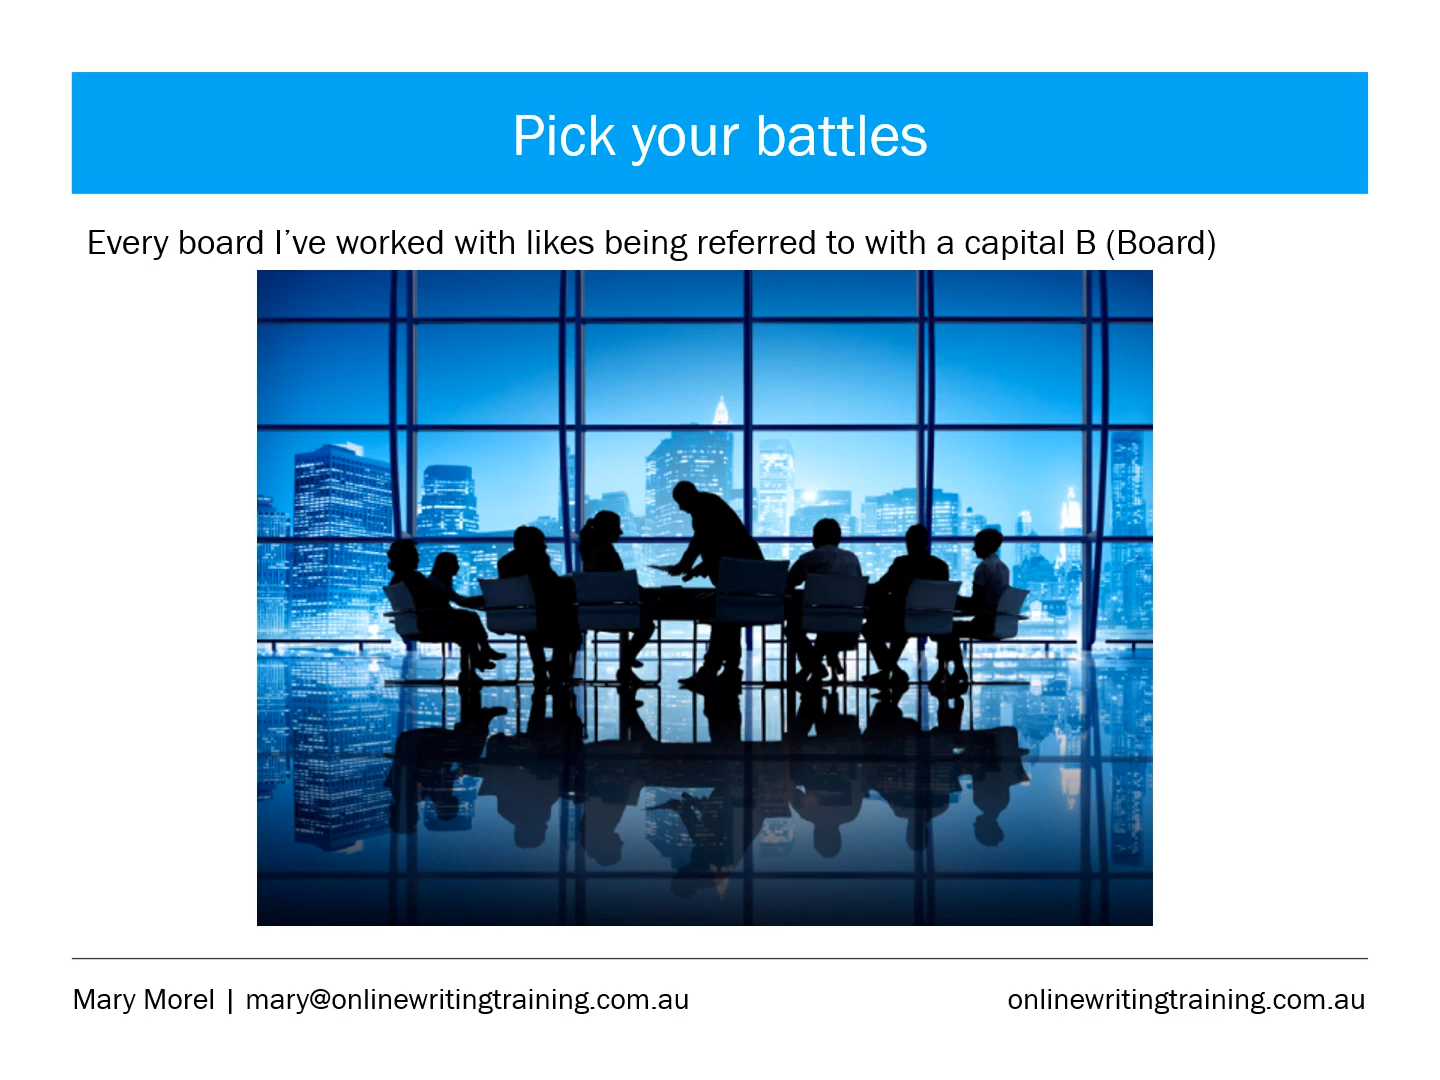 Pick your battles
Every board I’ve worked with likes being referred to with a capital B (Board)
Mary Morel | mary@onlinewritingtraining.com.au
onlinewritingtraining.com.au